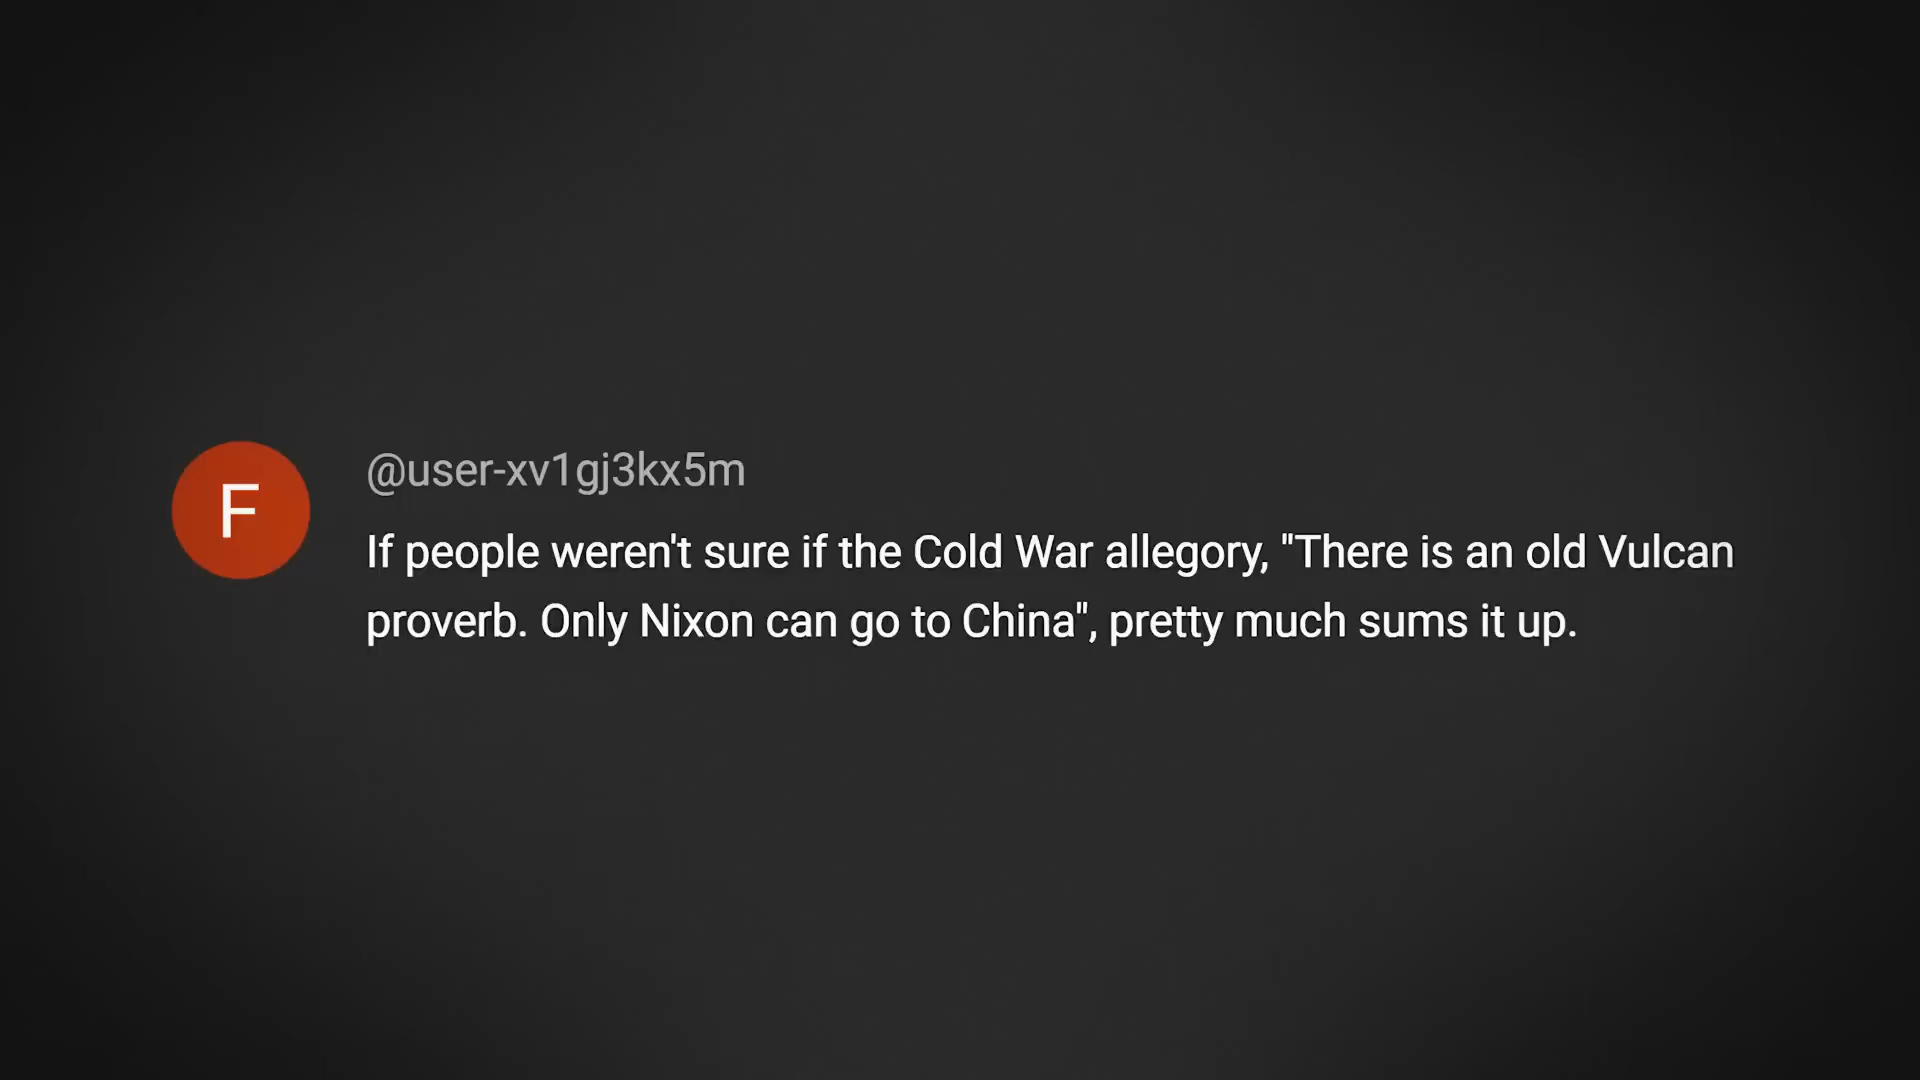 F
@user-xv1gj3kx5m
If people weren't sure if the Cold War allegory, "There is an old Vulcan
proverb. Only Nixon can go to China", pretty much sums it up.